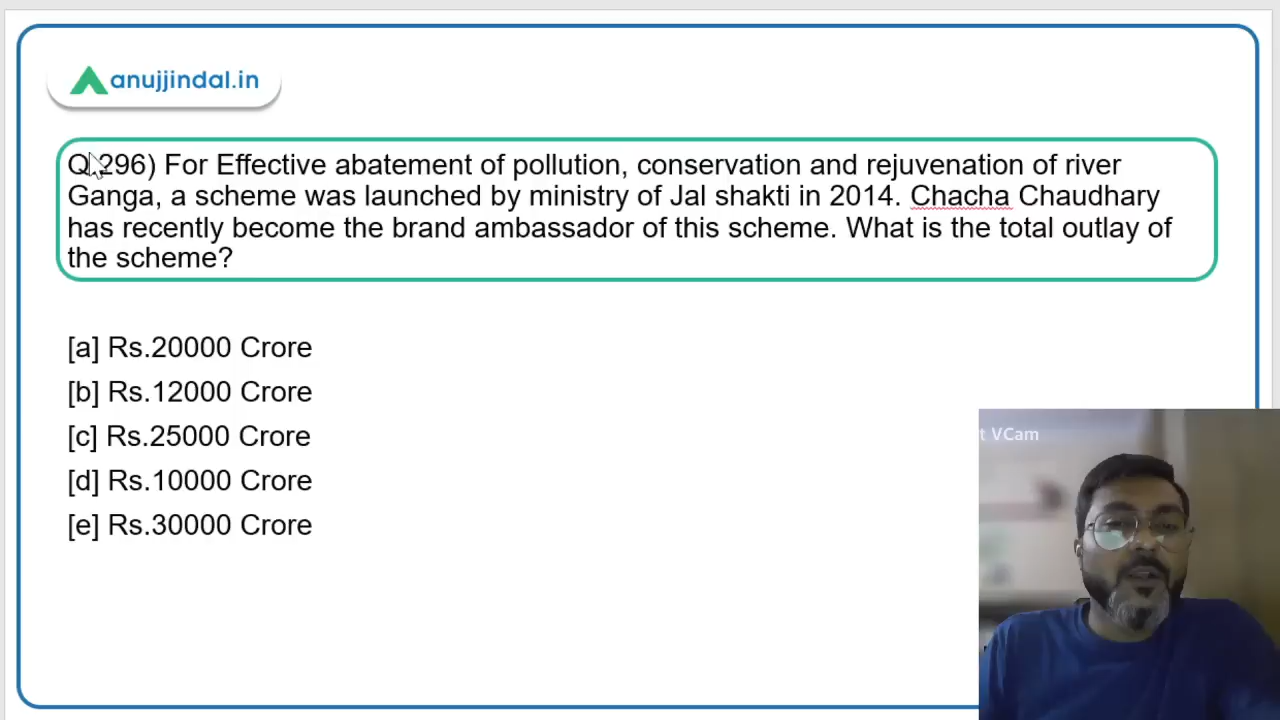 anujjindal.in
Q.296) For Effective abatement of pollution, conservation and rejuvenation of river
Ganga, a scheme was launched by ministry of Jal shakti in 2014. Chacha Chaudhary
has recently become the brand ambassador of this scheme. What is the total outlay of
the scheme?
[a] Rs.20000 Crore
[b] Rs.12000 Crore
[c] Rs.25000 Crore
[d] Rs.10000 Crore
[e] Rs.30000 Crore
t VCam